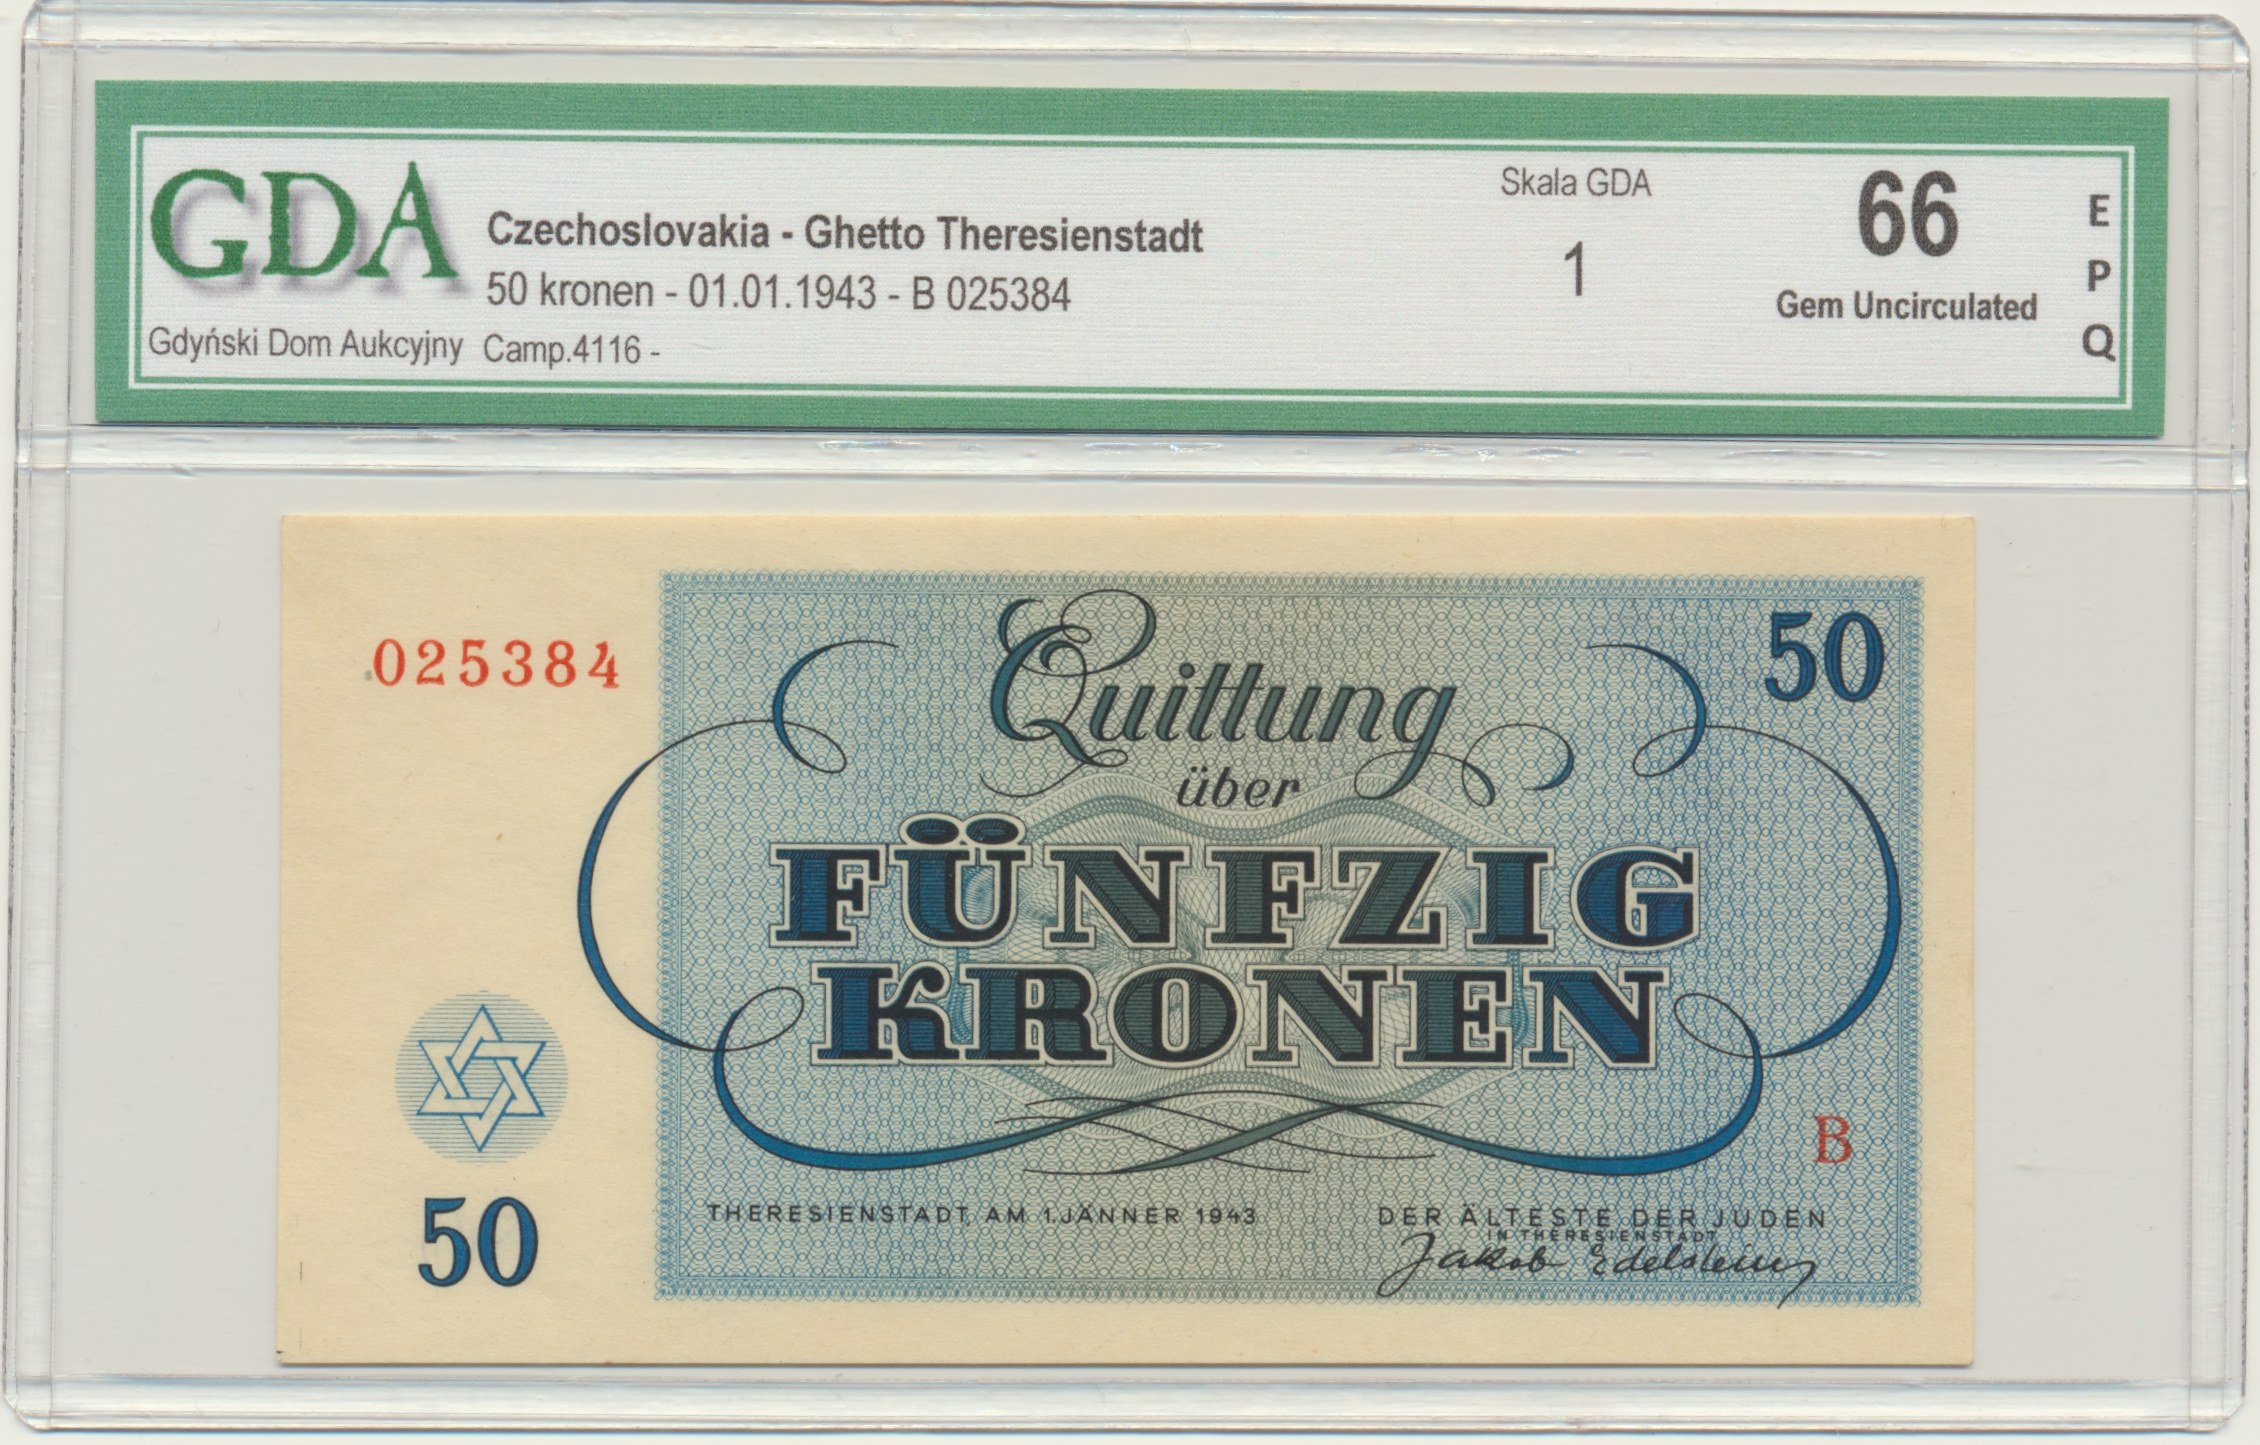 GDA
Gdyński Dom Aukcyjny
Czechoslovakia - Ghetto Theresienstadt
50 kronen - 01.01.1943 - B 025384
Camp.4116 -
Skala GDA
1
66
Gem Uncirculated
E
P
Q
025384
50
Quittung
über
FÜNFZIG
KRONEN
B
50
THERESIENSTADT, AM 1. JÄNNER 1943
DER ÄLTESTE DER JUDEN
IN THERESIENSTADT
Jakob Edelstein